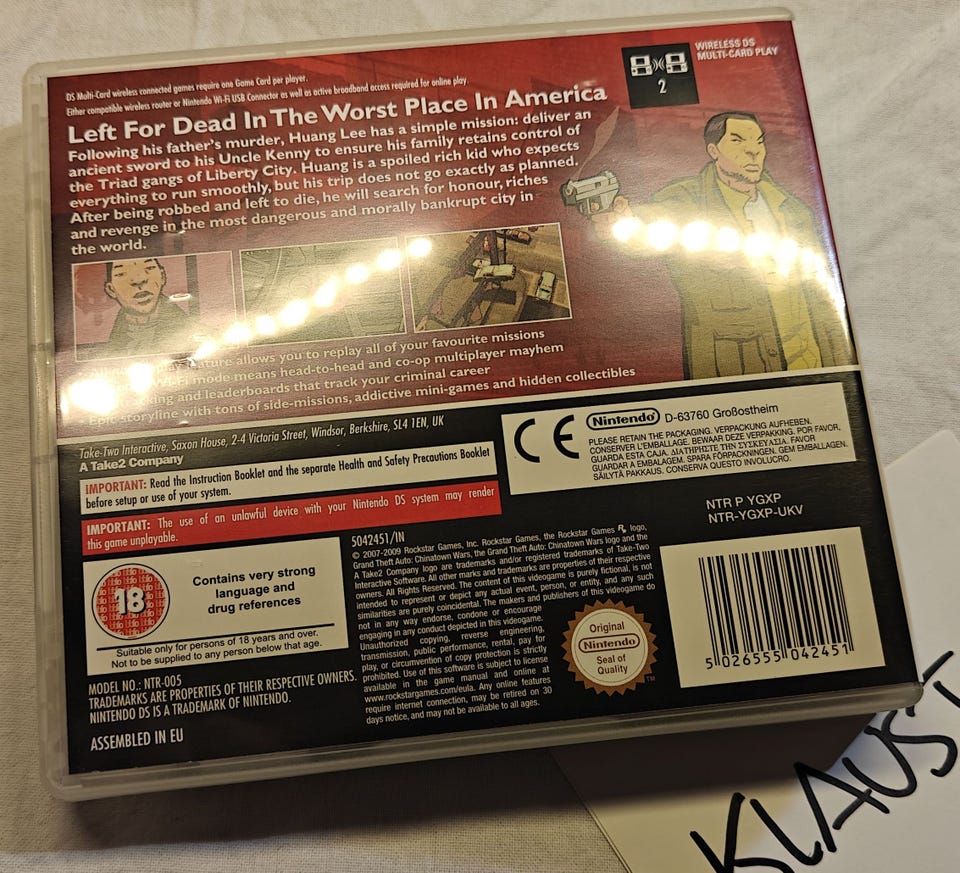 DS Multi-Card wireless connected games require one Game Card per player.
Either compatible wireless router or Nintendo Wi-Fi USB Connector as well as active broadband access required for online play
WIRELESS DS
MULTI-CARD PLAY
2
Left For Dead In The Worst Place In America
Following his father's murder, Huang Lee has a simple mission: deliver an
ancient sword to his Uncle Kenny to ensure his family retains control of
the Triad gangs of Liberty City. Huang is a spoiled rich kid who expects
everything to run smoothly, but his trip does not go exactly as planned.
After being robbed and left to die, he will search for honour, riches
and revenge in the most dangerous and morally bankrupt city in
the world.
feature allows you to replay all of your favourite missions
mode means head-to-head and co-op multiplayer mayhem
and leaderboards that track your criminal career
Epic storyline with tons of side-missions, addictive mini-games and hidden collectibles
Take-Two Interactive, Saxon House, 2-4 Victoria Street, Windsor, Berkshire, SL4 1EN, UK
A Take2 Company
IMPORTANT: Read the Instruction Booklet and the separate Health and Safety Precautions Booklet
before setup or use of your system.
IMPORTANT: The use of an unlawful device with your Nintendo DS system may render
this game unplayable.
CE
Nintendo D-63760 Großostheim
PLEASE RETAIN THE PACKAGING. VERPACKUNG AUFHEBEN.
CONSERVER L'EMBALLAGE. BEWAAR DEZE VERPAKKING. POR FAVOR,
GUARDA ESTA CAJA. ΔΙΑΤΗΡΗΣΤΕ ΤΗ ΣΥΣΚΕΥΑΣΙΑ. FAVOR
GUARDAR A EMBALAGEM. SPARA FÖRPACKNINGEN. GEM EMBALLAGEN.
SÄILYTÄ PAKKAUS. CONSERVA QUESTO INVOLUCRO.
NTR P YGXP
NTR-YGXP-UKV
18
Contains very strong
language and
drug references
Suitable only for persons of 18 years and over.
Not to be supplied to any person below that age.
MODEL NO.: NTR-005
TRADEMARKS ARE PROPERTIES OF THEIR RESPECTIVE OWNERS.
NINTENDO DS IS A TRADEMARK OF NINTENDO.
ASSEMBLED IN EU
5042451/IN
© 2007-2009 Rockstar Games, Inc. Rockstar Games, the Rockstar Games R* logo,
Grand Theft Auto: Chinatown Wars, the Grand Theft Auto: Chinatown Wars logo and the
A Take2 Company logo are trademarks and/or registered trademarks of Take-Two
Interactive Software. All other marks and trademarks are properties of their respective
owners. All Rights Reserved. The content of this videogame is purely fictional, is not
intended to represent or depict any actual event, person, or entity, and any such
similarities are purely coincidental. The makers and publishers of this videogame do
not in any way endorse, condone or encourage
engaging in any conduct depicted in this videogame.
Unauthorized copying, reverse engineering,
transmission, public performance, rental, pay for
play, or circumvention of copy protection is strictly
prohibited. Use of this software is subject to license
available in the game manual and online at
www.rockstargames.com/eula. Any online features
require internet connection, may be retired on 30
days notice, and may not be available to all ages.
Original
Nintendo
Seal of
Quality
TM
5 026555 042451
KLAUST